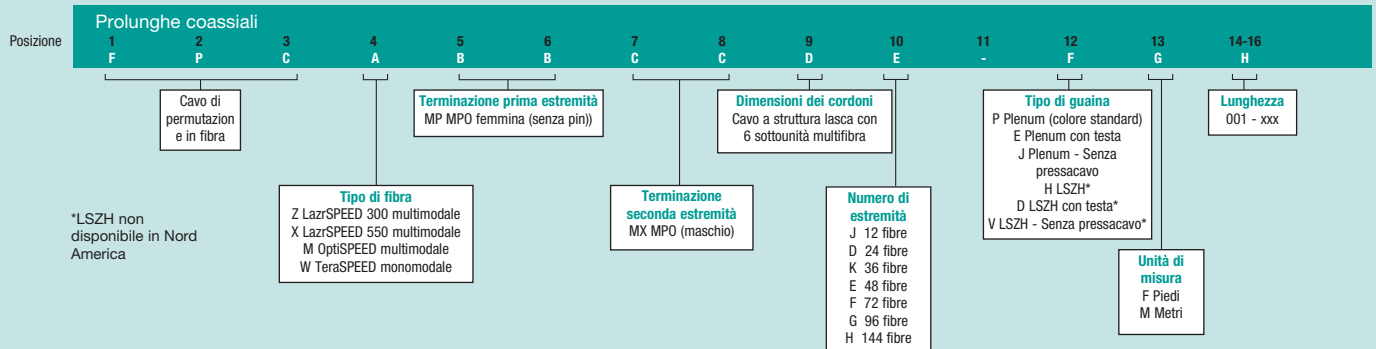 Prolunghe coassiali
Posizione 1 2 3 4 5 6 7 8 9 10 11 12 13 14-16
F P C A B B C C D E - F G H
Cavo di
permutazion
e in fibra
Tipo di fibra
Z LazrSPEED 300 multimodale
X LazrSPEED 550 multimodale
M OptiSPEED multimodale
W TeraSPEED monomodale
Terminazione prima estremità
MP MPO femmina (senza pin))
Terminazione
seconda estremità
MX MPO (maschio)
Dimensioni dei cordoni
Cavo a struttura lasca con
6 sottounità multifibra
Numero di
estremità
J 12 fibre
D 24 fibre
K 36 fibre
E 48 fibre
F 72 fibre
G 96 fibre
H 144 fibre
Tipo di guaina
P Plenum (colore standard)
E Plenum con testa
J Plenum - Senza
pressacavo
H LSZH*
D LSZH con testa*
V LSZH - Senza pressacavo*
Unità di
misura
F Piedi
M Metri
Lunghezza
001 - xxx
*LSZH non
disponibile in Nord
America